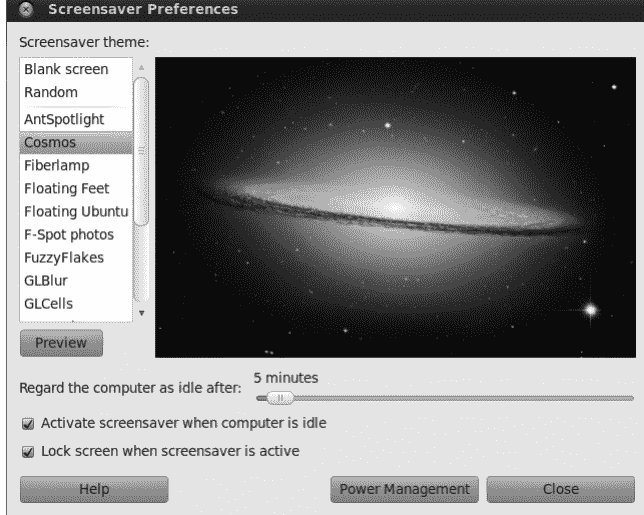 Screensaver Preferences
Screensaver theme:
Blank screen
Random
AntSpotlight
Cosmos
Fiberlamp
Floating Feet
Floating Ubuntu
F-Spot photos
FuzzyFlakes
GLBlur
GLCells
Preview
Regard the computer as idle after:
5 minutes
Activate screensaver when computer is idle
Lock screen when screensaver is active
Help
Power Management
Close